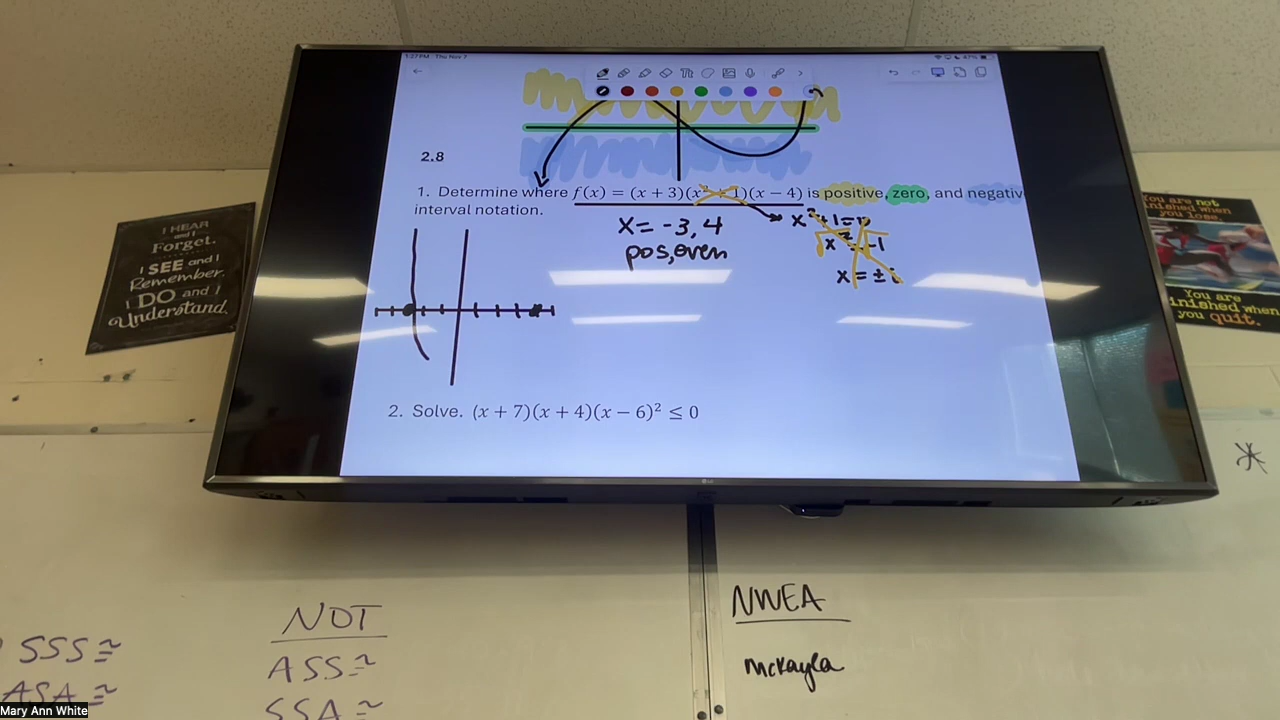 1:27 PM Thu Nov 7
47%
2.8
1. Determine where f(x) = (x + 3)(x² + 1)(x − 4) is positive, zero, and negativ
interval notation.
x = -3, 4
pos, even
x² + 1 =
x² = -1
x = ± i
2. Solve. (x + 7)(x + 4)(x − 6)² ≤ 0
LG
I HEAR
and I
Forget.
I SEE and I
Remember.
I DO and I
Understand.
You are not
finished when
you lose.
You are
finished when
you quit.
SSS ≅
ASA ≅
NOT
ASS ≅
SSA ≅
NWEA
McKayla
Mary Ann White